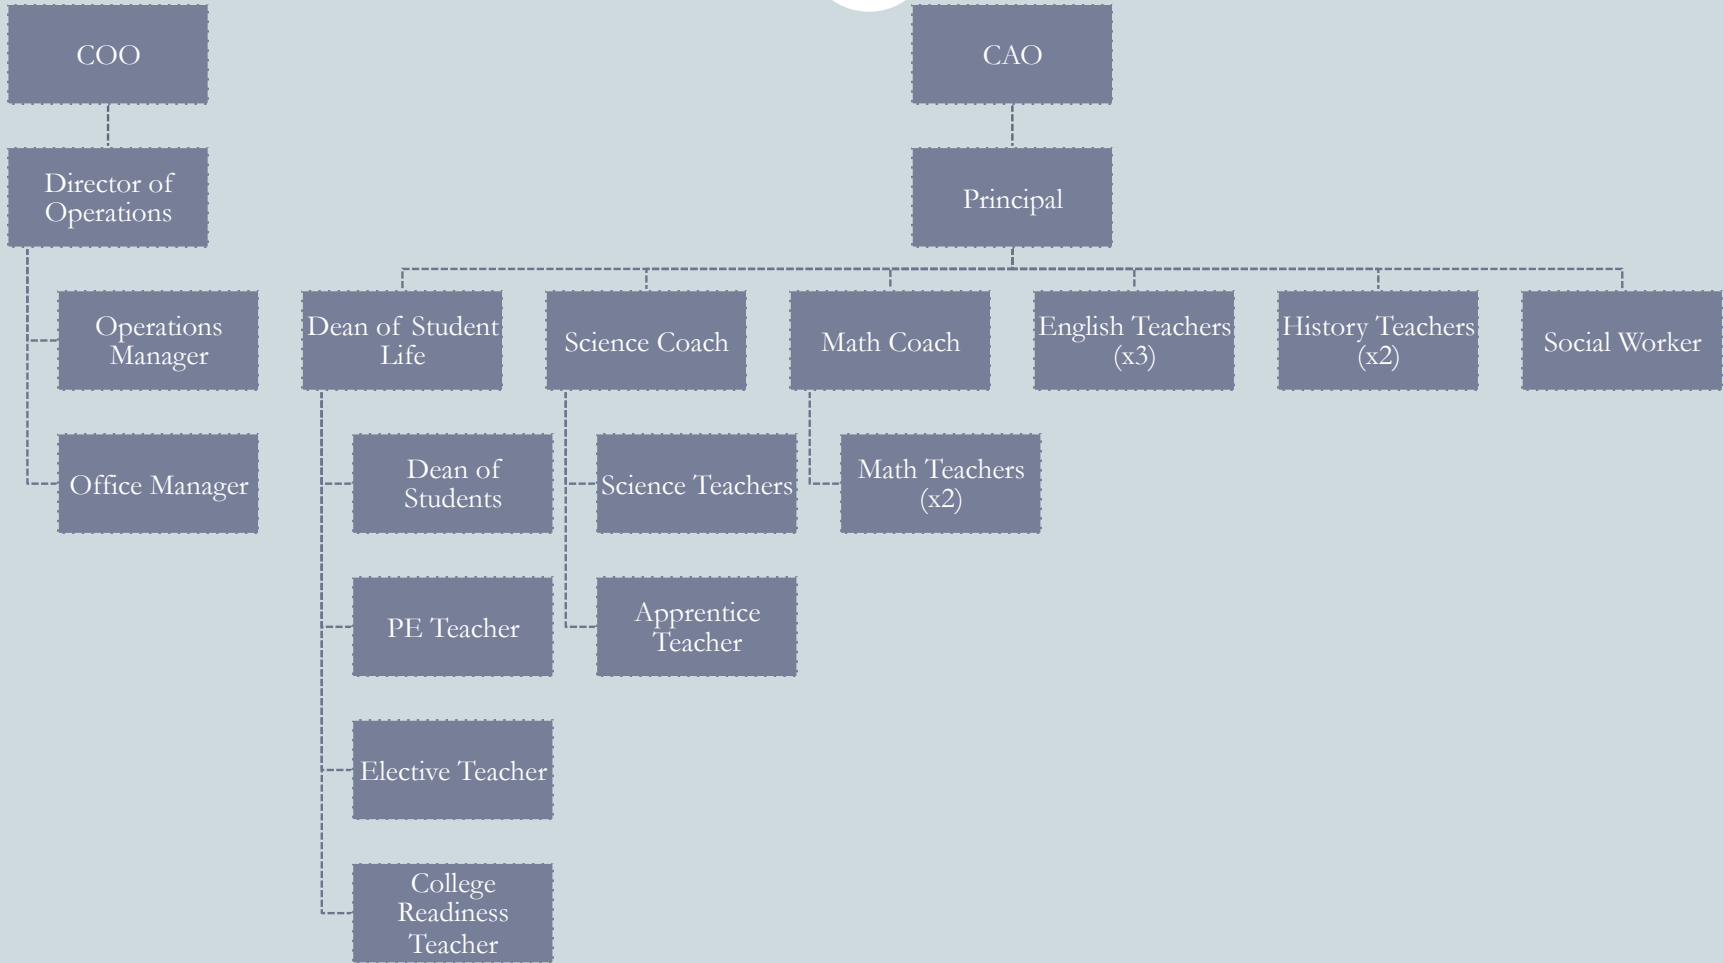 COO
CAO
Director of
Operations
Principal
Operations
Manager
Dean of Student
Life
Science Coach
Math Coach
English Teachers
(x3)
History Teachers
(x2)
Social Worker
Office Manager
Dean of
Students
Science Teachers
Math Teachers
(x2)
PE Teacher
Apprentice
Teacher
Elective Teacher
College
Readiness
Teacher